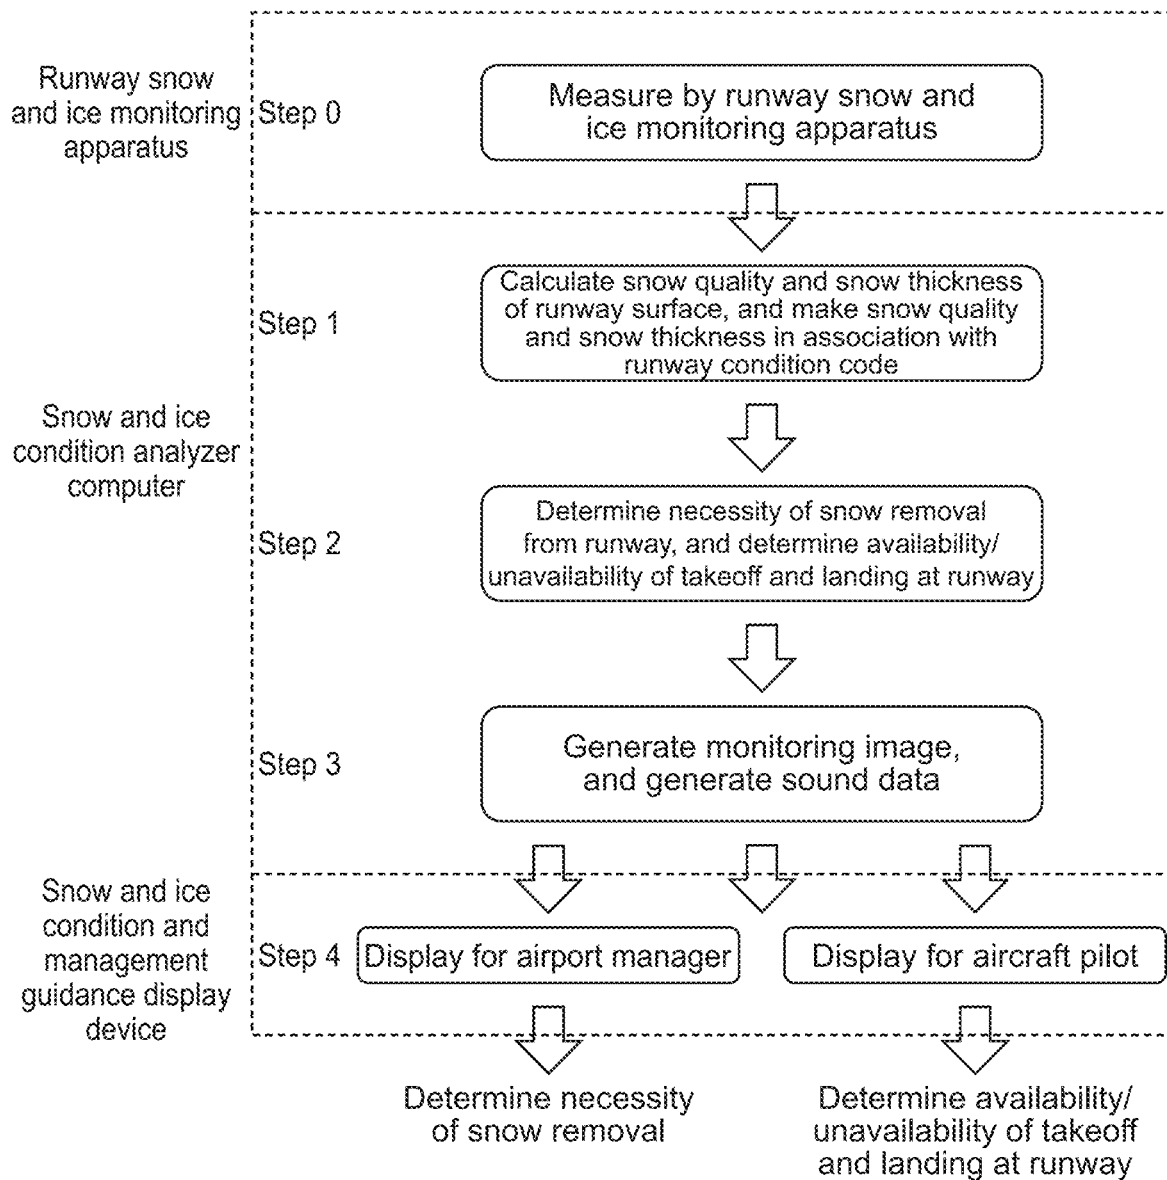 Runway snow
and ice monitoring
apparatus
Step 0
Measure by runway snow and
ice monitoring apparatus
Snow and ice
condition analyzer
computer
Step 1
Calculate snow quality and snow thickness
of runway surface, and make snow quality
and snow thickness in association with
runway condition code
Step 2
Determine necessity of snow removal
from runway, and determine availability/
unavailability of takeoff and landing at runway
Step 3
Generate monitoring image,
and generate sound data
Snow and ice
condition and
management
guidance display
device
Step 4
Display for airport manager
Display for aircraft pilot
Determine necessity
of snow removal
Determine availability/
unavailability of takeoff
and landing at runway